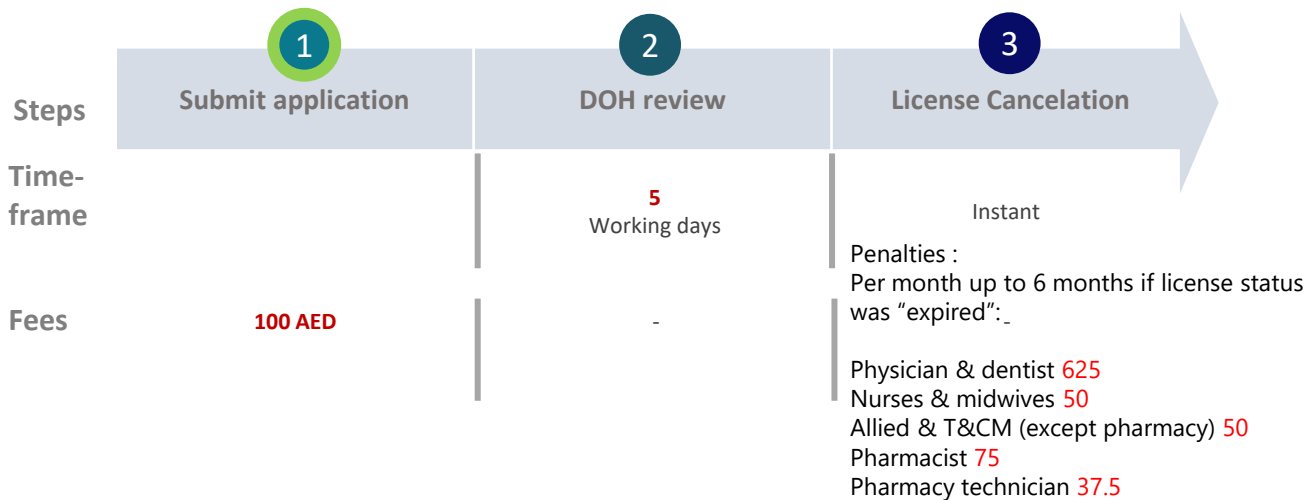 1
2
3
Steps
Submit application
DOH review
License Cancelation
Time-
frame
5
Working days
Instant
Fees
100 AED
-
Penalties :
Per month up to 6 months if license status
was “expired”:-
Physician & dentist 625
Nurses & midwives 50
Allied & T&CM (except pharmacy) 50
Pharmacist 75
Pharmacy technician 37.5